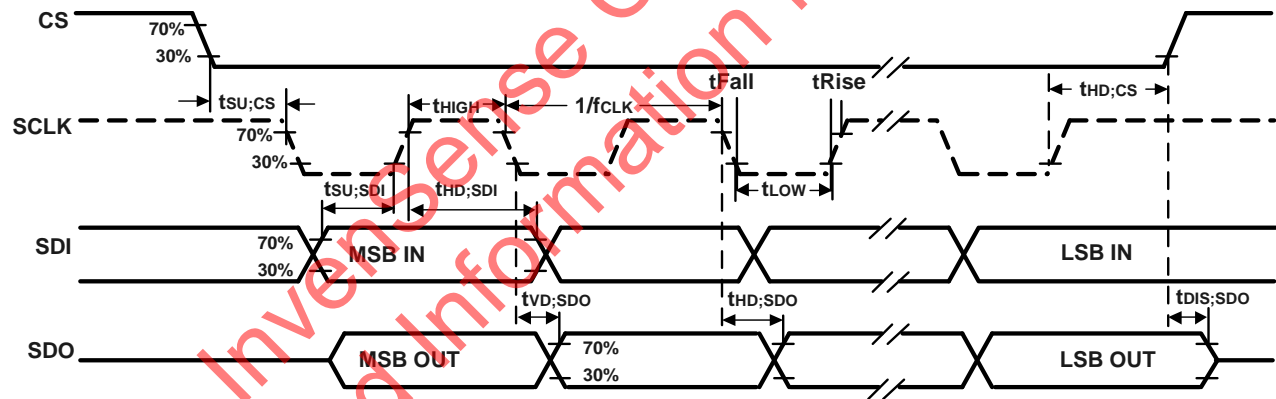 CS
70%
30%
tFall
tRise
tSU;CS
tHIGH
1/fCLK
tHD;CS
SCLK
70%
30%
tSU;SDI
tHD;SDI
tLOW
SDI
70%
30%
MSB IN
LSB IN
tVD;SDO
tHD;SDO
tDIS;SDO
SDO
MSB OUT
70%
30%
LSB OUT
InvenSense
Information